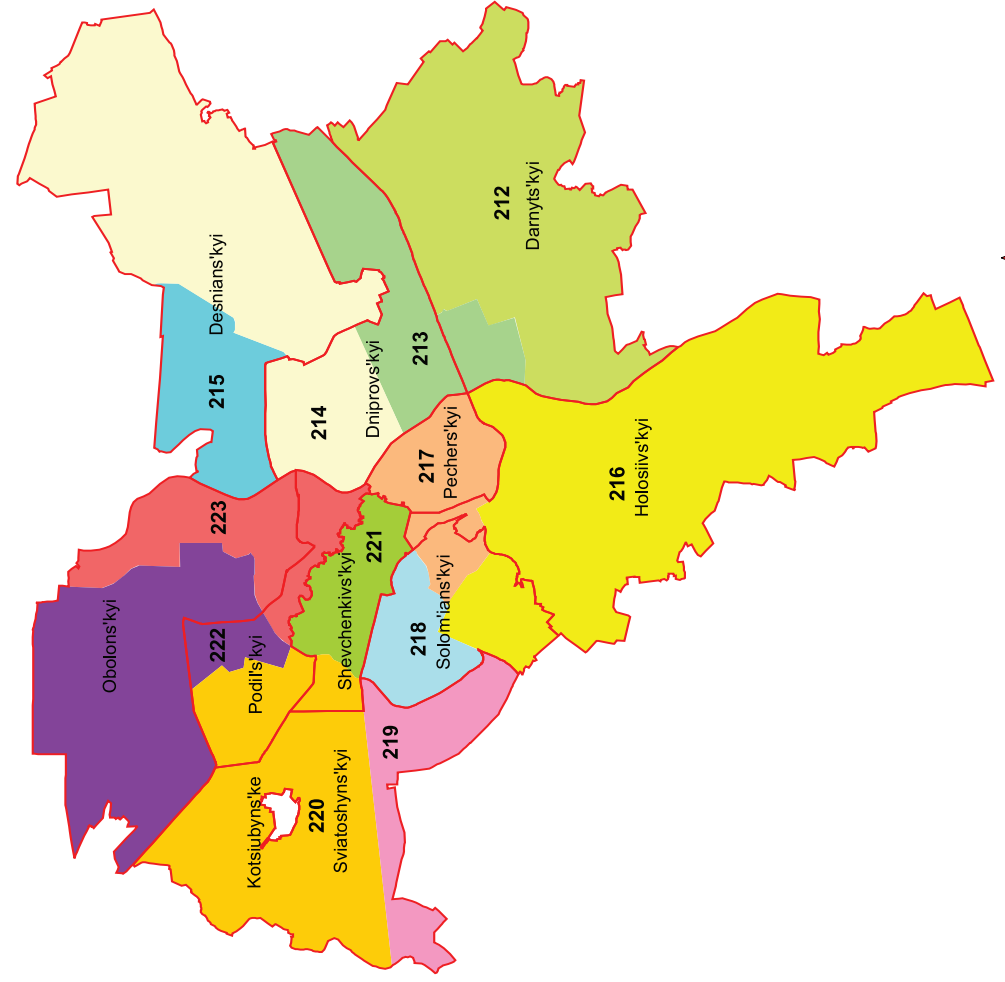 Obolons'kyi
222
Podil's'kyi
Kotsiubyns'ke
220
Sviatoshyns'kyi
223
215
Desnians'kyi
214
Dniprovs'kyi
213
212
Darnyts'kyi
221
Shevchenkivs'kyi
217
Pechers'kyi
218
Solom'ians'kyi
219
216
Holosiivs'kyi